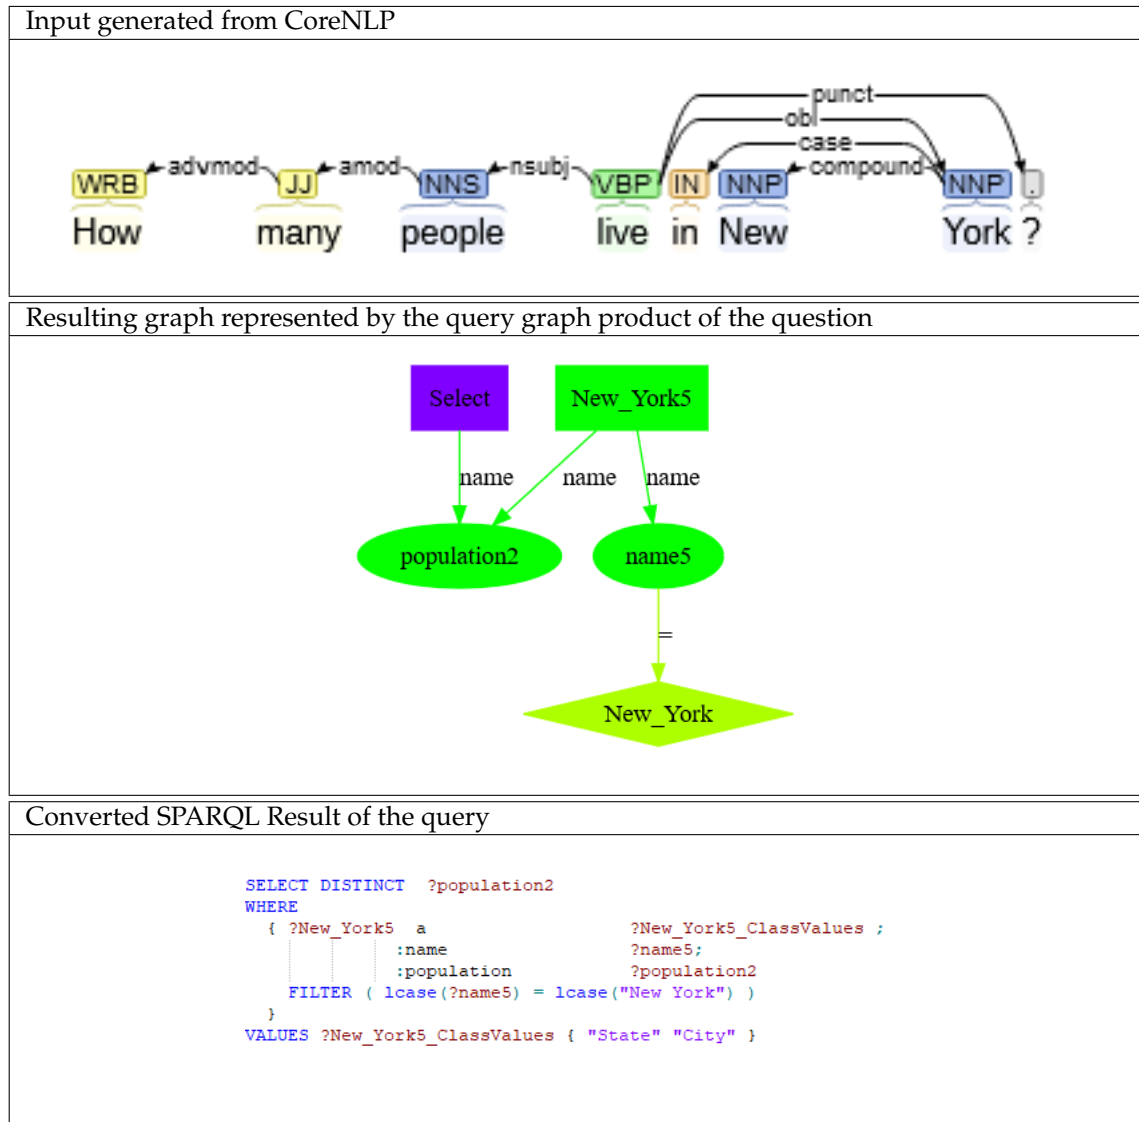 Input generated from CoreNLP
punct
obl
case
advmod amod nsubj compound
WRB JJ NNS VBP IN NNP NNP .
How many people live in New York ?
Resulting graph represented by the query graph product of the question
Select New_York5
name name name
population2 name5
=
New_York
Converted SPARQL Result of the query
SELECT DISTINCT ?population2
WHERE
{ ?New_York5 a ?New_York5_ClassValues ;
:name ?name5;
:population ?population2
FILTER ( lcase(?name5) = lcase("New York") )
}
VALUES ?New_York5_ClassValues { "State" "City" }